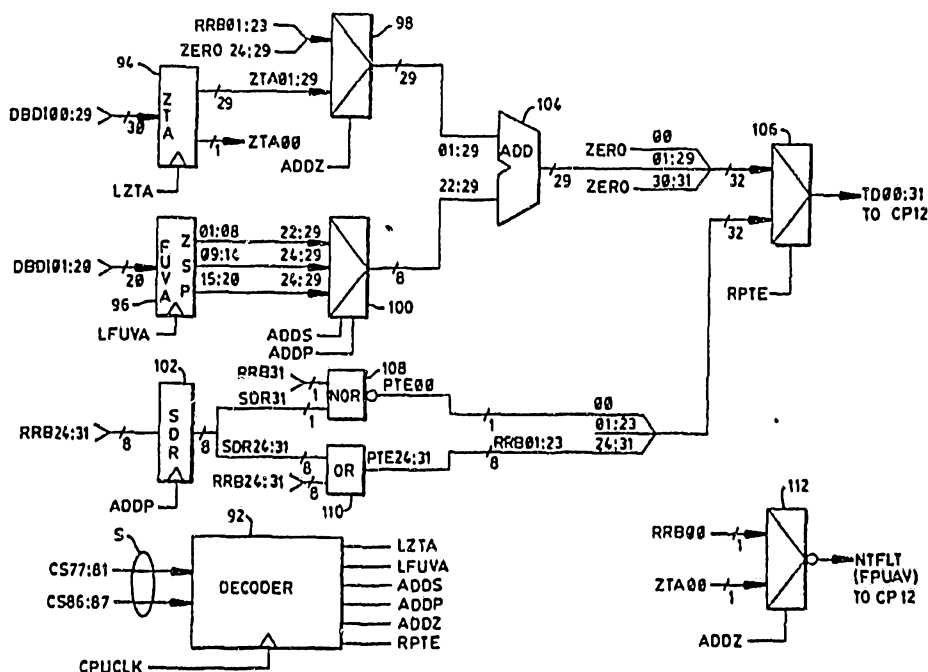 98
RRB01:23
ZERO 24:29
94
ZTA
DBDI00:29
30
ZTA01:29
29
1
ZTA00
LZTA
ADDZ
29
104
ADD
01:29
22:29
29
ZERO 00
01:29
ZERO 30:31
32
106
TD00:31
TO CP12
32
RPTE
FUVA
ZSP
DBDI01:20
20
96
01:08 22:29
09:14 24:29
15:20 24:29
8
100
LFUVA
ADDS
ADDP
102
SDR
RRB24:31
8
8
ADDP
RRB31
1
SDR31
1
108
NOR
PTE00
1
00
SDR24:31
8
RRB24:31
8
OR
110
PTE24:31
8
RRB01:23
01:23
24:31
92
S
CS77:81
CS86:87
DECODER
CPUCLK
LZTA
LFUVA
ADDS
ADDP
ADDZ
RPTE
112
RRB00
1
ZTA00
1
NTFLT
(FPUAV)
TO CP12
ADDZ